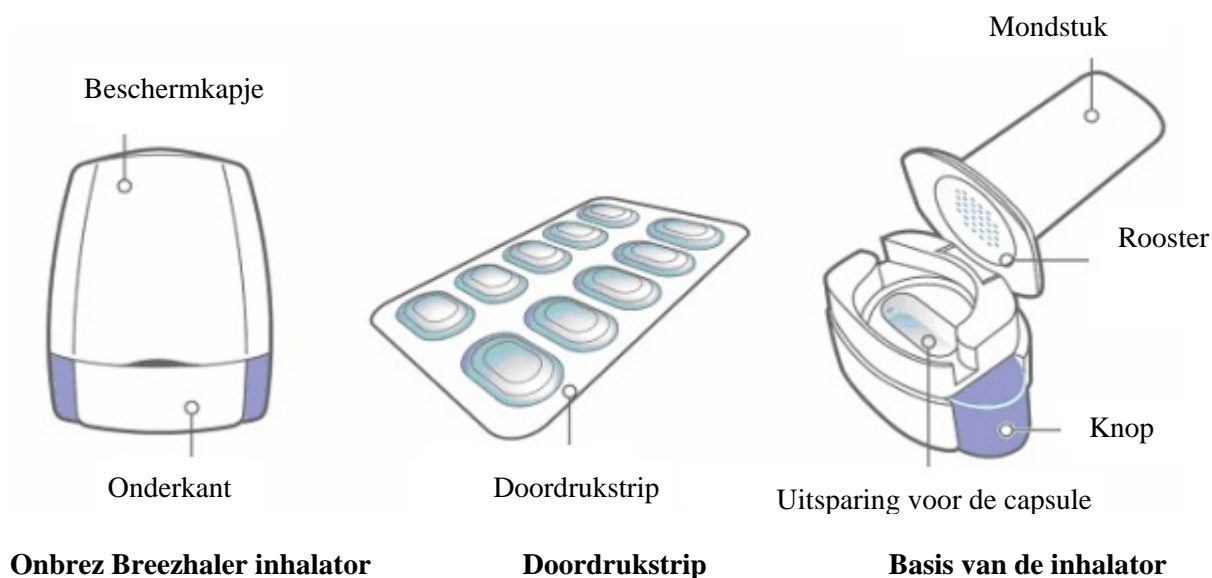 Mondstuk
Beschermkapje
Rooster
Knop
Onderkant
Doordrukstrip
Uitsparing voor de capsule
Onbrez Breezhaler inhalator
Doordrukstrip
Basis van de inhalator